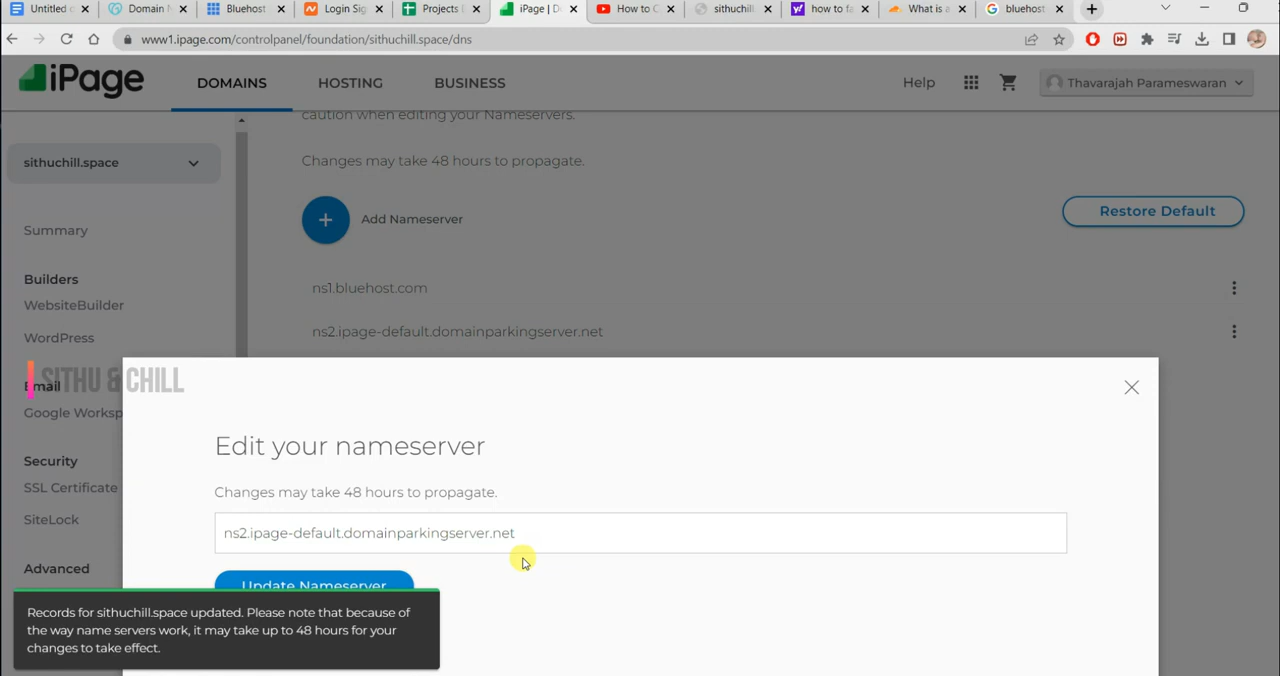 Untitled d
Domain N
Bluehost
Login Sig
Projects D
iPage | D
How to C
sithuchill
how to fa
What is a
bluehost
www1.ipage.com/controlpanel/foundation/sithuchill.space/dns
iPage
DOMAINS
HOSTING
BUSINESS
Help
Thavarajah Parameswaran
sithuchill.space
Summary
Builders
WebsiteBuilder
WordPress
Email
Google Worksp
Security
SSL Certificate
SiteLock
Advanced
caution when editing your Nameservers.
Changes may take 48 hours to propagate.
+ Add Nameserver
Restore Default
ns1.bluehost.com
ns2.ipage-default.domainparkingserver.net
SITHU & CHILL
Edit your nameserver
Changes may take 48 hours to propagate.
ns2.ipage-default.domainparkingserver.net
Update Nameserver
Records for sithuchill.space updated. Please note that because of
the way name servers work, it may take up to 48 hours for your
changes to take effect.